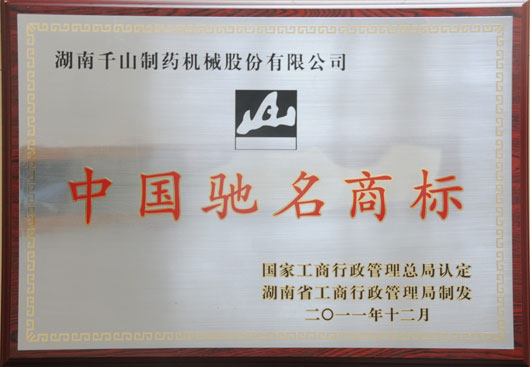 湖南千山制药机械股份有限公司
中国驰名商标
国家工商行政管理总局认定
湖南省工商行政管理局制发
二〇一一年十二月